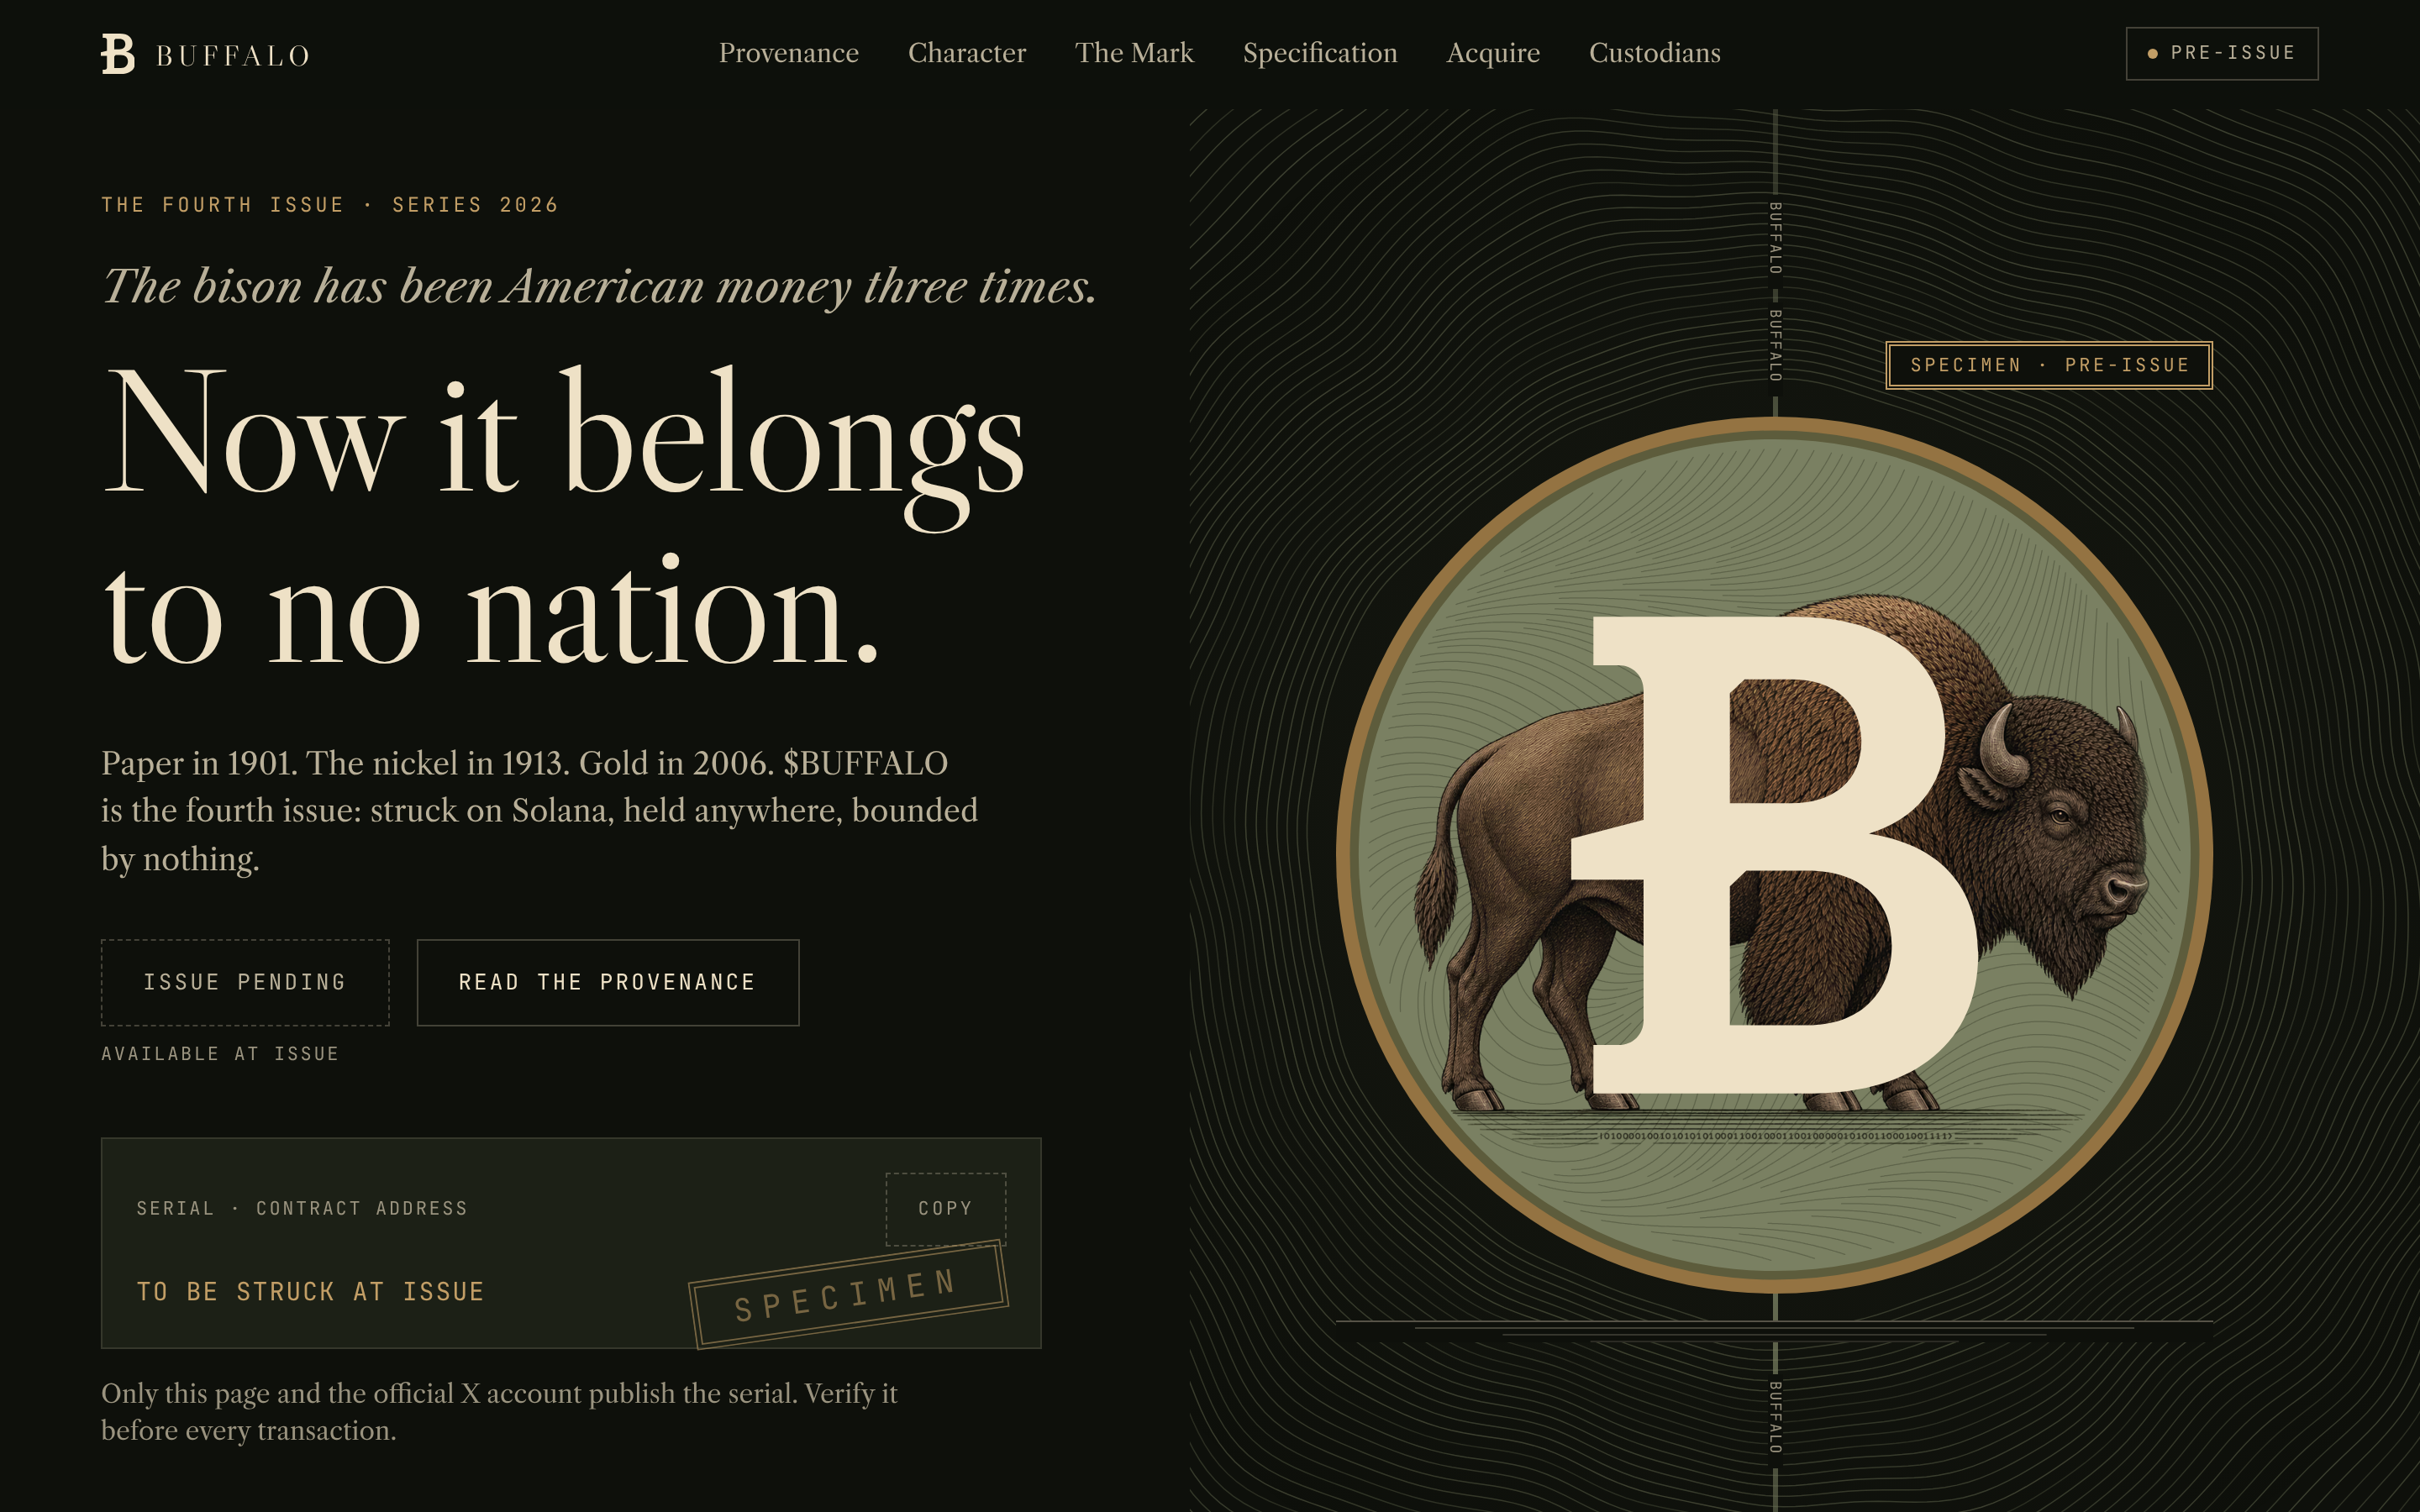 BUFFALO
Provenance
Character
The Mark
Specification
Acquire
Custodians
PRE-ISSUE
THE FOURTH ISSUE · SERIES 2026
The bison has been American money three times.
Now it belongs
to no nation.
Paper in 1901. The nickel in 1913. Gold in 2006. $BUFFALO
is the fourth issue: struck on Solana, held anywhere, bounded
by nothing.
ISSUE PENDING
READ THE PROVENANCE
AVAILABLE AT ISSUE
SERIAL · CONTRACT ADDRESS
COPY
TO BE STRUCK AT ISSUE
SPECIMEN
Only this page and the official X account publish the serial. Verify it
before every transaction.
BUFFALO
BUFFALO
SPECIMEN · PRE-ISSUE
B
BUFFALO